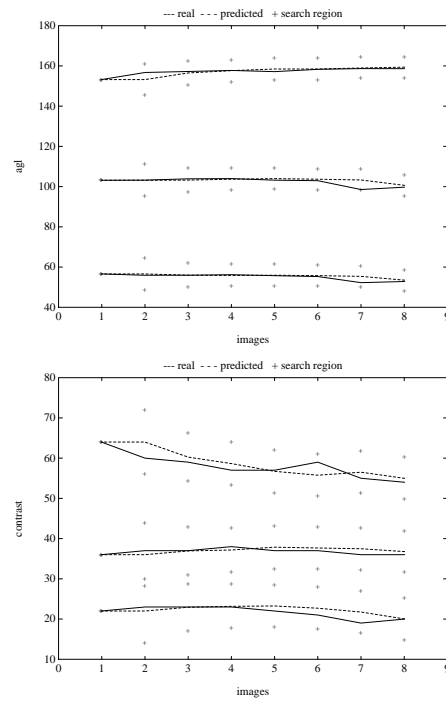 --- real ---- predicted + search region
180
160
140
120
100
80
60
40
agl
0 1 2 3 4 5 6 7 8 9
images
--- real ---- predicted + search region
80
70
60
50
40
30
20
10
contrast
0 1 2 3 4 5 6 7 8 9
images